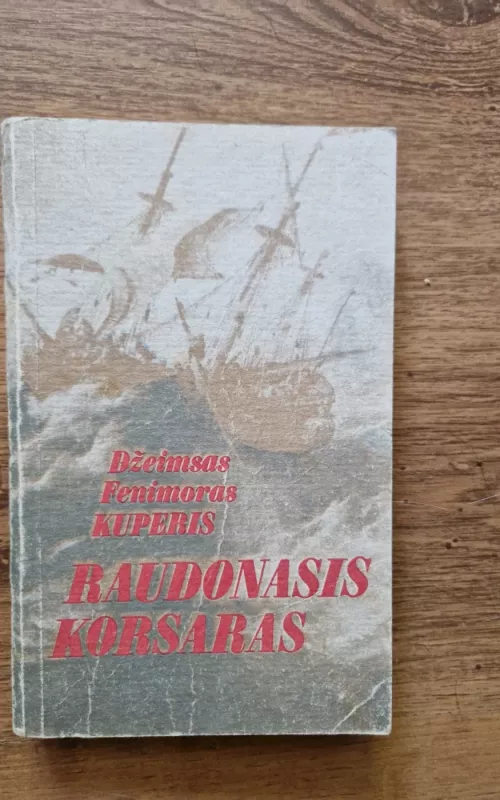 Džeimsas
Fenimoras
KUPERIS
RAUDONASIS
KORSARAS